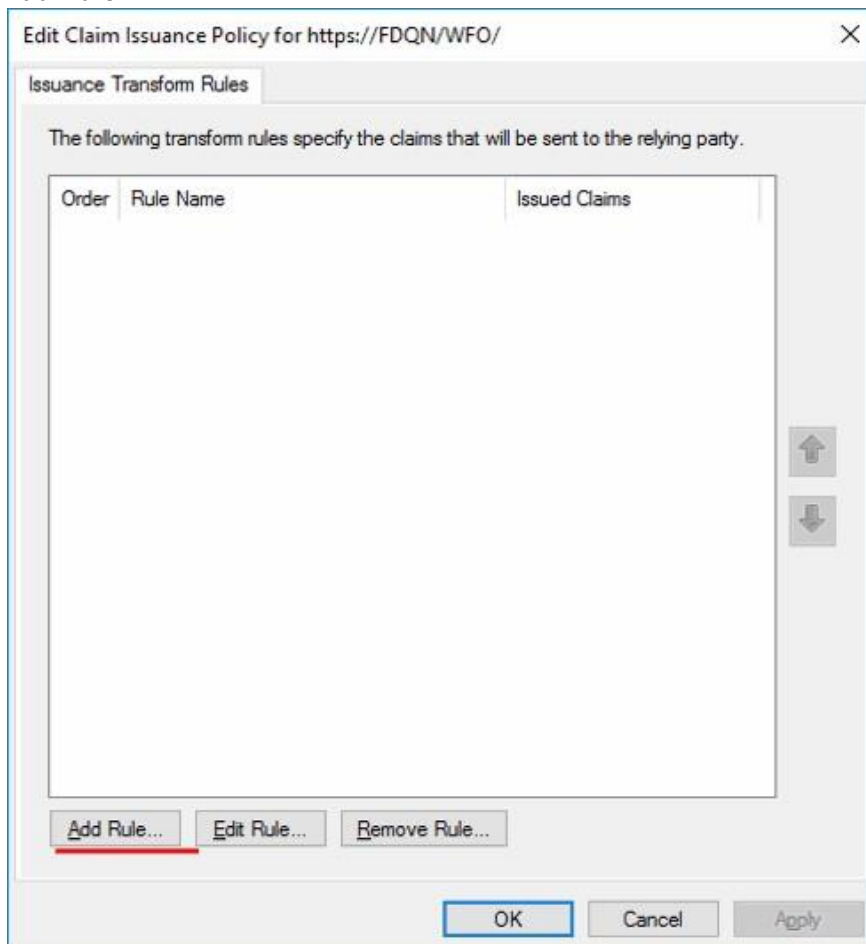 Edit Claim Issuance Policy for https://FDQN/WFO/
Issuance Transform Rules
The following transform rules specify the claims that will be sent to the relying party.
Order Rule Name Issued Claims
Add Rule... Edit Rule... Remove Rule...
OK Cancel Apply